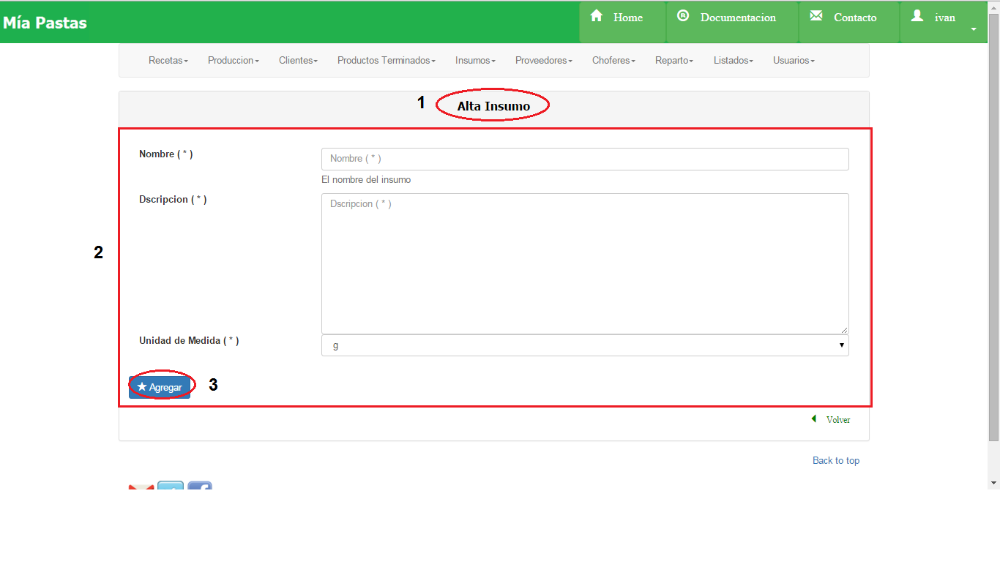 Mía Pastas Home ® Documentacion Contacto ivan
Recetas Produccion Clientes Productos Terminados Insumos Proveedores Choferes Reparto Listados Usuarios
1 Alta Insumo
Nombre ( * ) Nombre ( * )
El nombre del insumo
Dscripcion ( * ) Dscripcion ( * )
2
Unidad de Medida ( * ) g
Agregar 3
Volver
Back to top